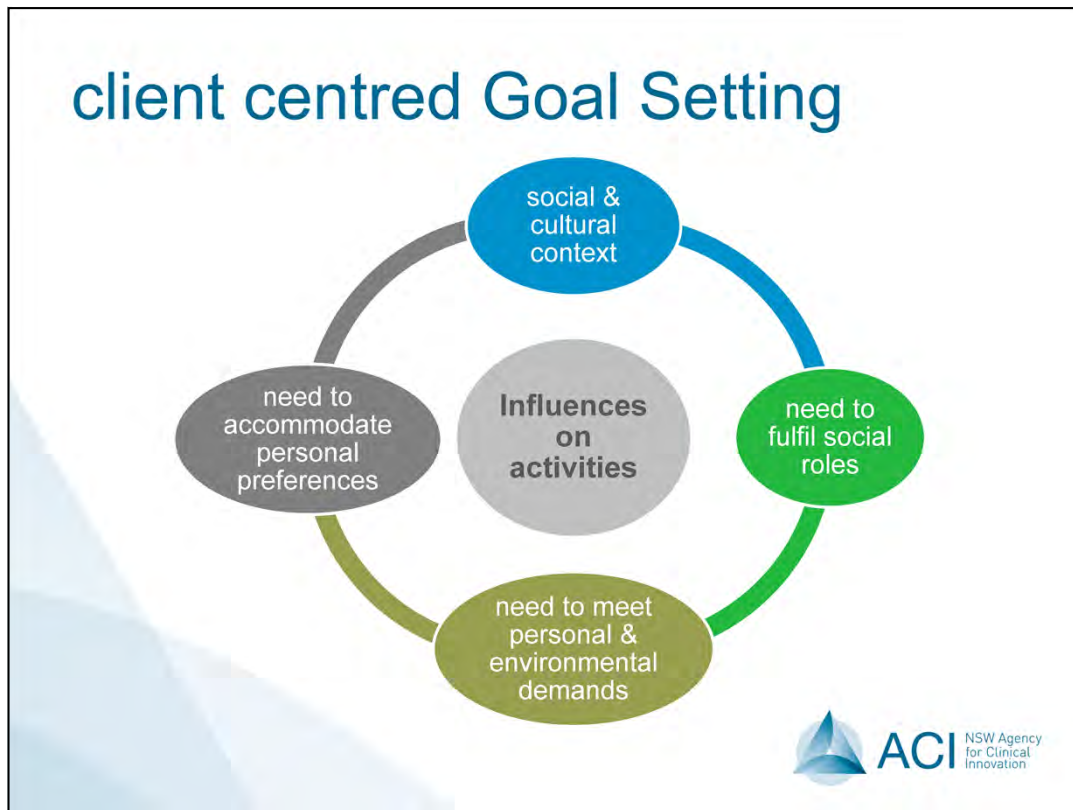 client centred Goal Setting
social &
cultural
context
need to
accommodate
personal
preferences
Influences
on
activities
need to
fulfil social
roles
need to meet
personal &
environmental
demands
ACI
NSW Agency
for Clinical
Innovation